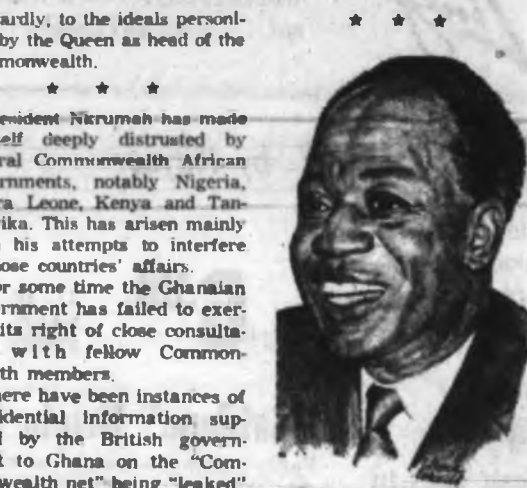 ardly, to the ideals personi-
by the Queen as head of the
monwealth.
★ ★ ★
esident Nkrumah has made
elf deeply distrusted by
ral Commonwealth African
rnments, notably Nigeria,
ra Leone, Kenya and Tan-
ika. This has arisen mainly
his attempts to interfere
hose countries' affairs.
or some time the Ghanaian
ernment has failed to exer-
its right of close consulta-
with fellow Common-
th members.
here have been instances of
idential information sup-
by the British govern-
t to Ghana on the "Com-
wealth net" being "leaked"
★ ★ ★